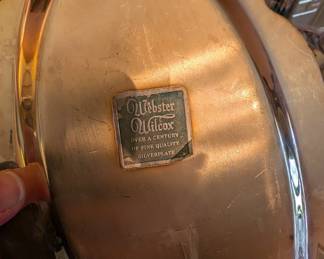 Webster
Wilcox
OVER A CENTURY
OF FINE QUALITY
SILVERPLATE